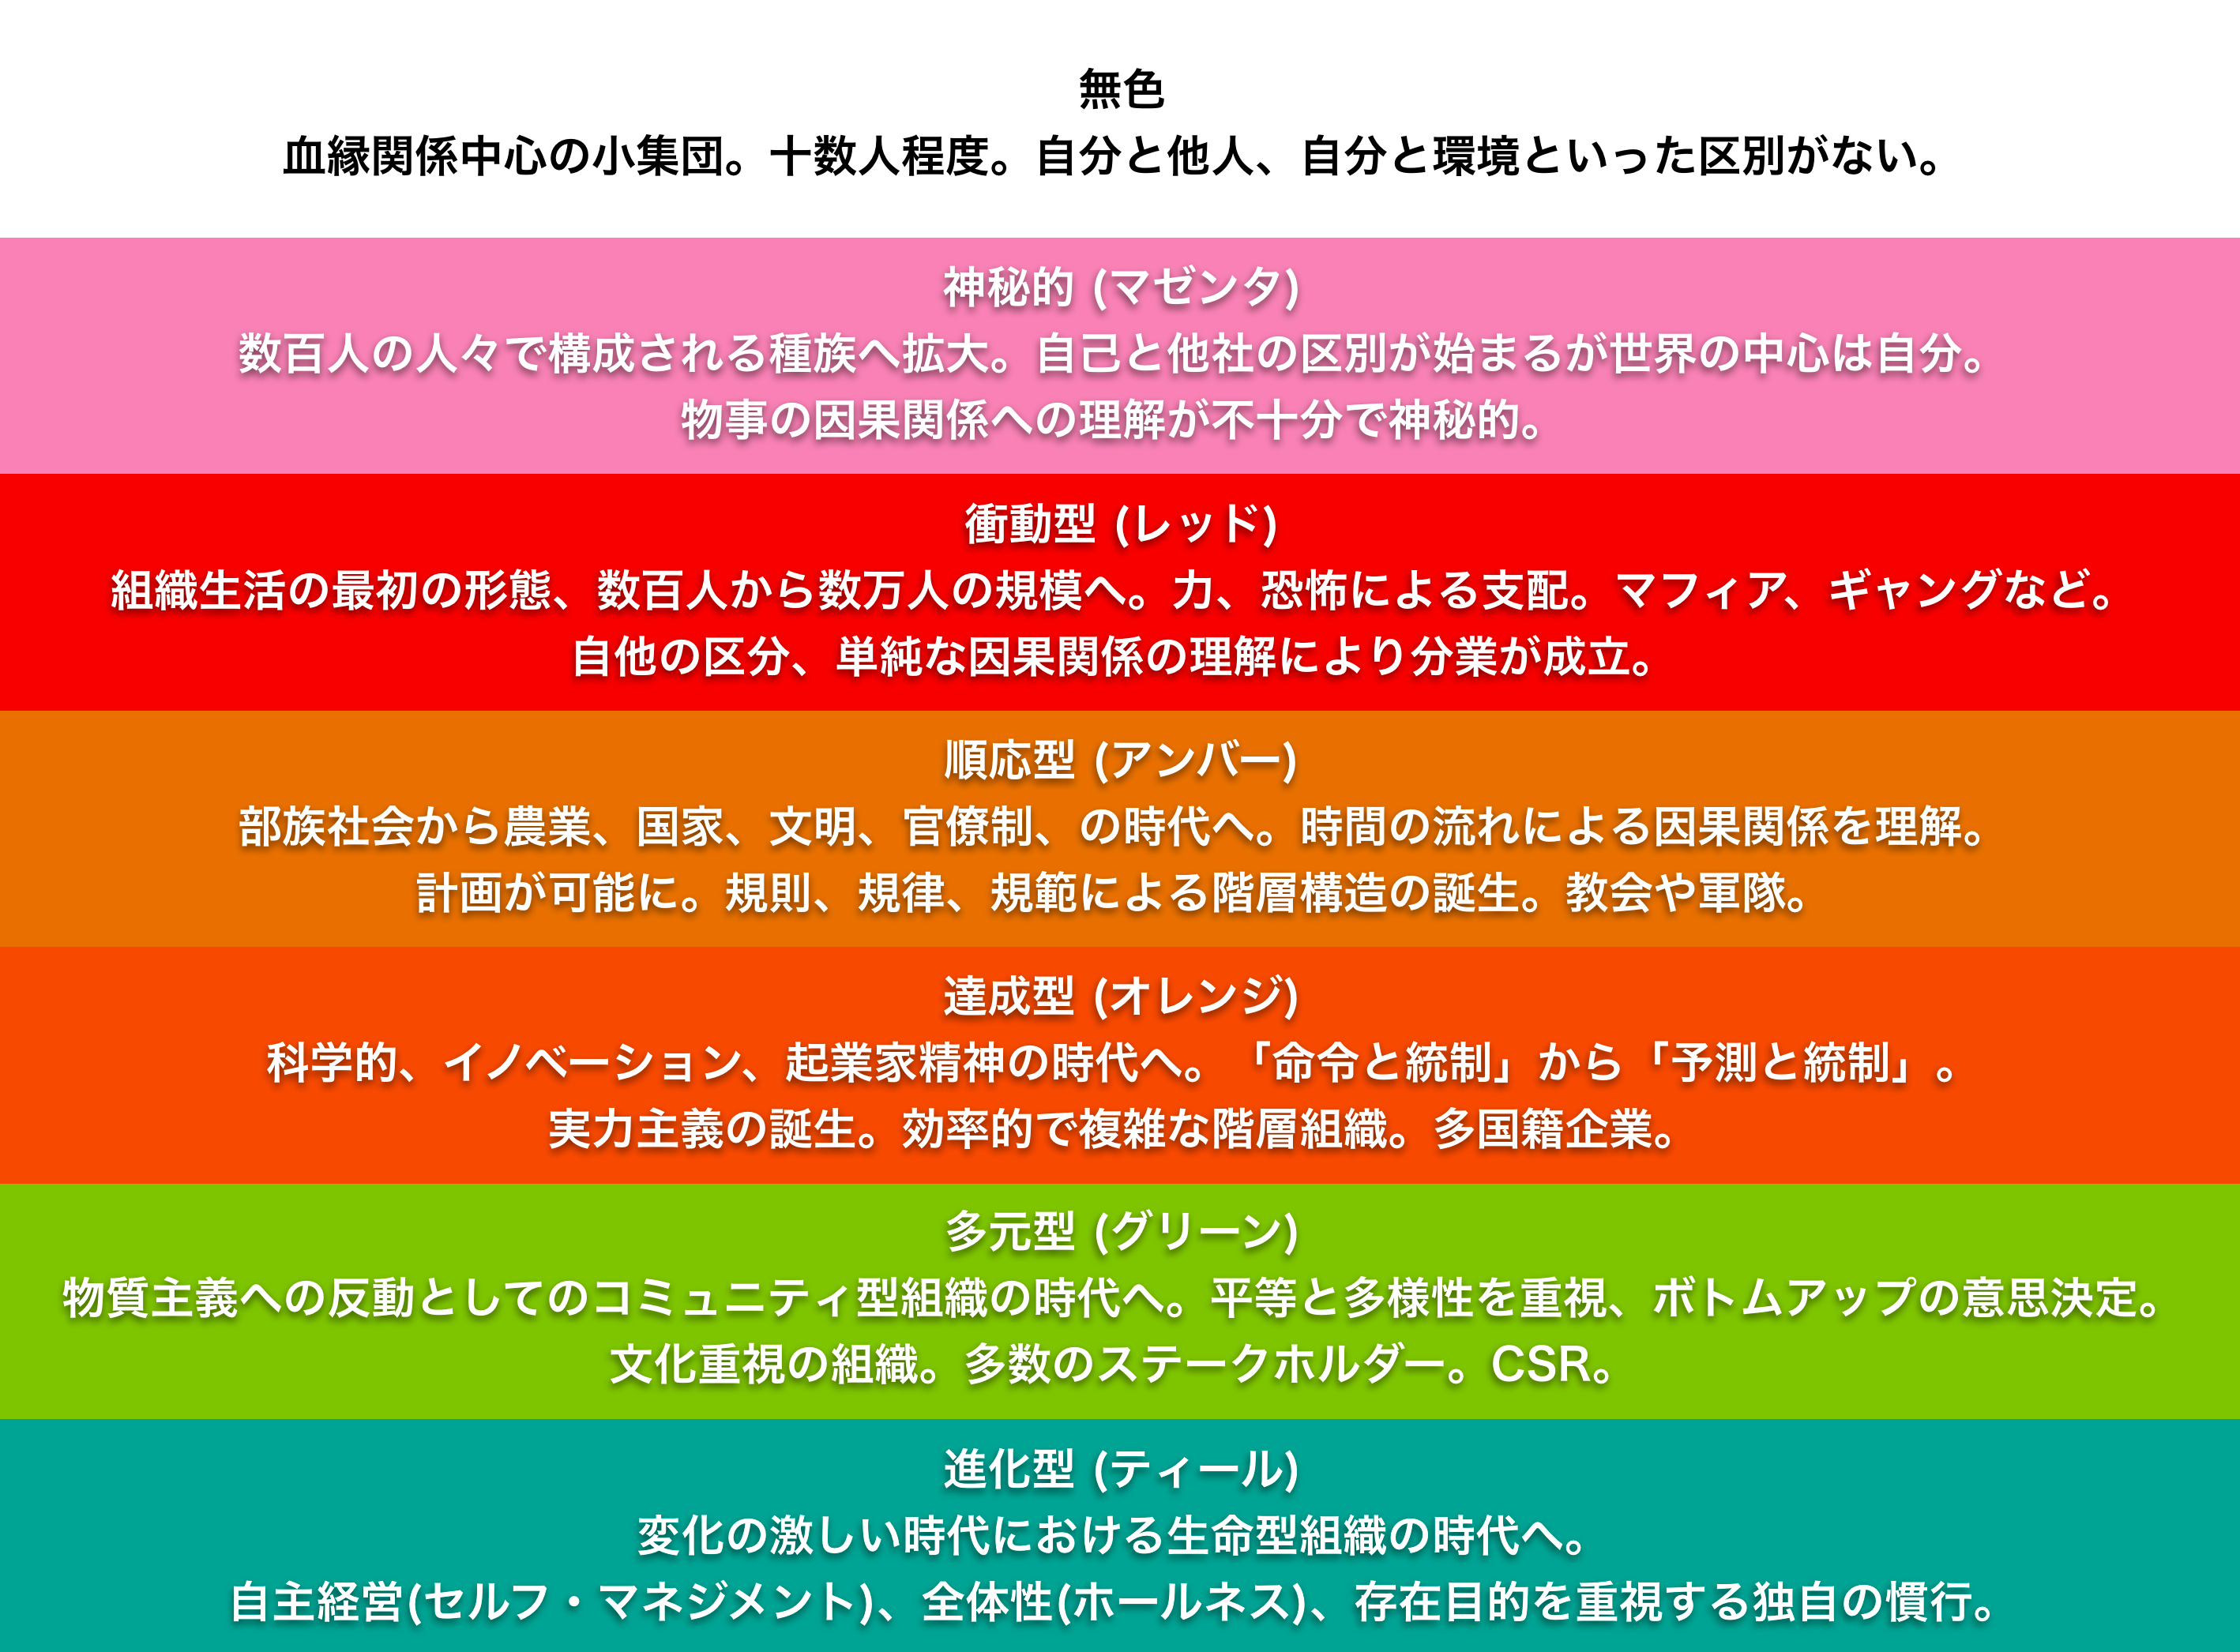 無色
血縁関係中心の小集団。十数人程度。自分と他人、自分と環境といった区別がない。
神秘的 (マゼンタ)
数百人の人々で構成される種族へ拡大。自己と他社の区別が始まるが世界の中心は自分。
物事の因果関係への理解が不十分で神秘的。
衝動型 (レッド)
組織生活の最初の形態、数百人から数万人の規模へ。力、恐怖による支配。マフィア、ギャングなど。
自他の区分、単純な因果関係の理解により分業が成立。
順応型 (アンバー)
部族社会から農業、国家、文明、官僚制、の時代へ。時間の流れによる因果関係を理解。
計画が可能に。規則、規律、規範による階層構造の誕生。教会や軍隊。
達成型 (オレンジ)
科学的、イノベーション、起業家精神の時代へ。「命令と統制」から「予測と統制」。
実力主義の誕生。効率的で複雑な階層組織。多国籍企業。
多元型 (グリーン)
物質主義への反動としてのコミュニティ型組織の時代へ。平等と多様性を重視、ボトムアップの意思決定。
文化重視の組織。多数のステークホルダー。CSR。
進化型 (ティール)
変化の激しい時代における生命型組織の時代へ。
自主経営(セルフ・マネジメント)、全体性(ホールネス)、存在目的を重視する独自の慣行。